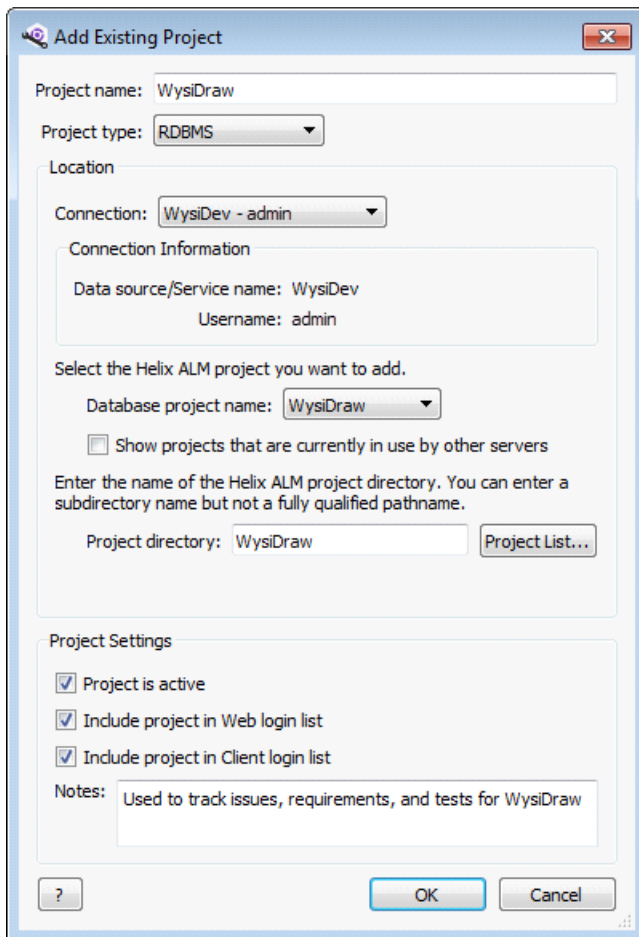 Add Existing Project
Project name: WysiDraw
Project type: RDBMS
Location
Connection: WysiDev - admin
Connection Information
Data source/Service name: WysiDev
Username: admin
Select the Helix ALM project you want to add.
Database project name: WysiDraw
Show projects that are currently in use by other servers
Enter the name of the Helix ALM project directory. You can enter a
subdirectory name but not a fully qualified pathname.
Project directory: WysiDraw Project List...
Project Settings
Project is active
Include project in Web login list
Include project in Client login list
Notes: Used to track issues, requirements, and tests for WysiDraw
? OK Cancel